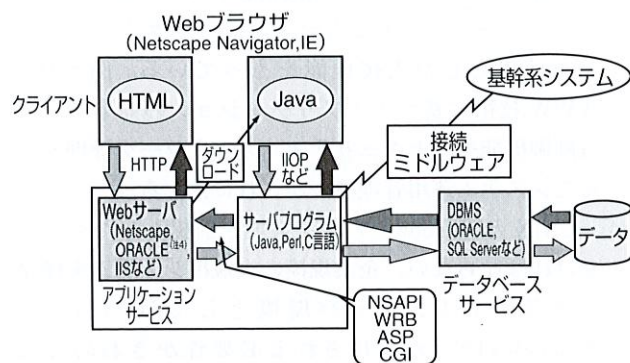 Webブラウザ
(Netscape Navigator,IE)
クライアント
HTML
Java
基幹系システム
HTTP
ダウン
ロード
IIOP
など
接続
ミドルウェア
Webサーバ
(Netscape,
ORACLE(注4),
IISなど)
サーバプログラム
(Java,Perl,C言語)
DBMS
(ORACLE,
SQL Serverなど)
データ
アプリケーション
サービス
データベース
サービス
NSAPI
WRB
ASP
CGI